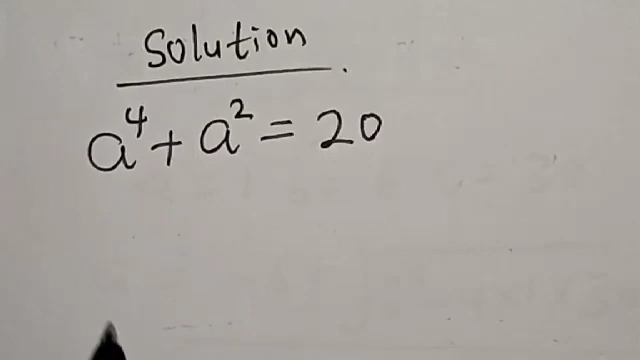 Solution
a⁴ + a² = 20